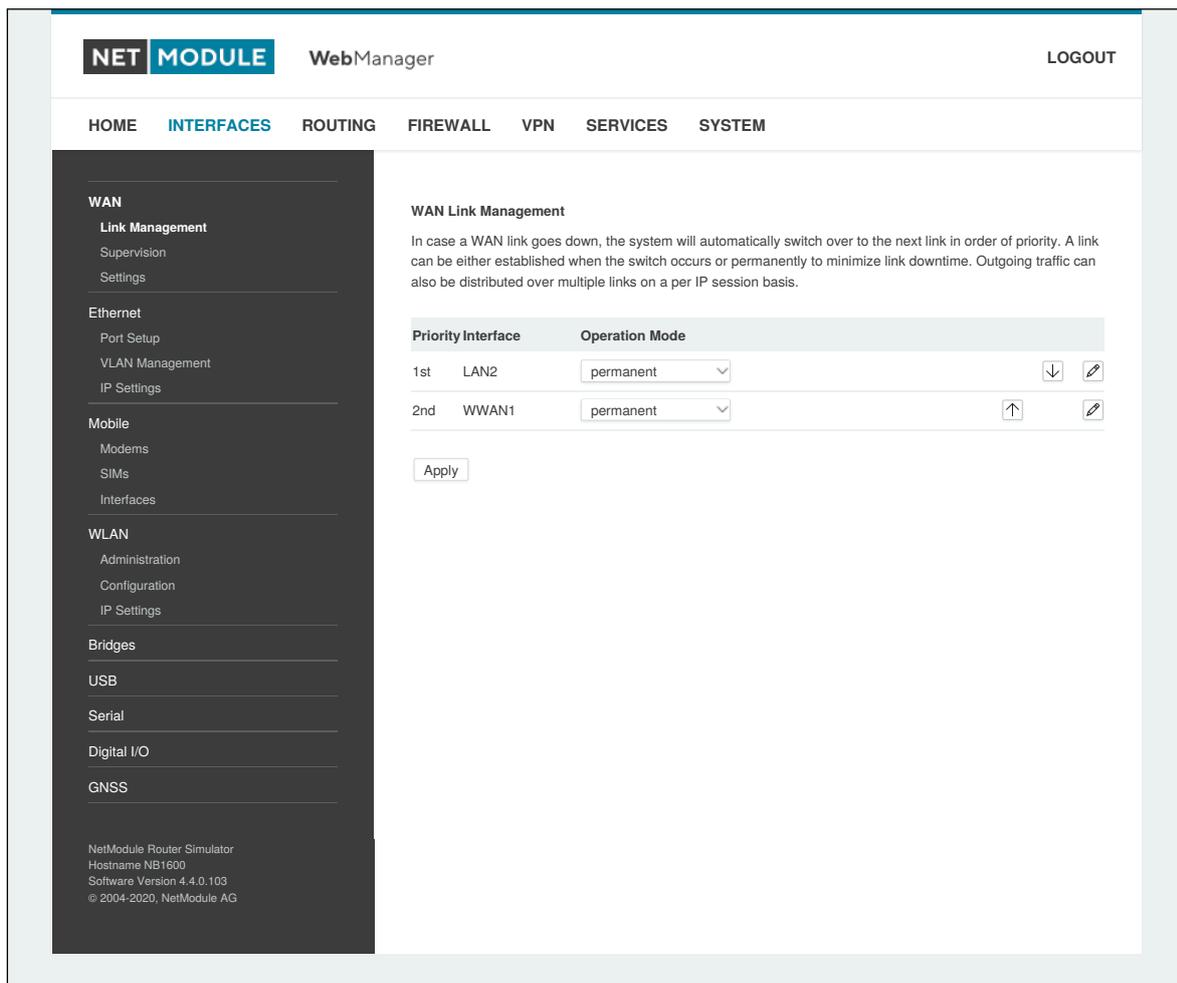 NET MODULE WebManager LOGOUT
HOME INTERFACES ROUTING FIREWALL VPN SERVICES SYSTEM
WAN
Link Management
Supervision
Settings
Ethernet
Port Setup
VLAN Management
IP Settings
Mobile
Modems
SIMs
Interfaces
WLAN
Administration
Configuration
IP Settings
Bridges
USB
Serial
Digital I/O
GNSS
NetModule Router Simulator
Hostname NB1600
Software Version 4.4.0.103
© 2004-2020, NetModule AG
WAN Link Management
In case a WAN link goes down, the system will automatically switch over to the next link in order of priority. A link
can be either established when the switch occurs or permanently to minimize link downtime. Outgoing traffic can
also be distributed over multiple links on a per IP session basis.
Priority Interface Operation Mode
1st LAN2 permanent
2nd WWAN1 permanent
Apply